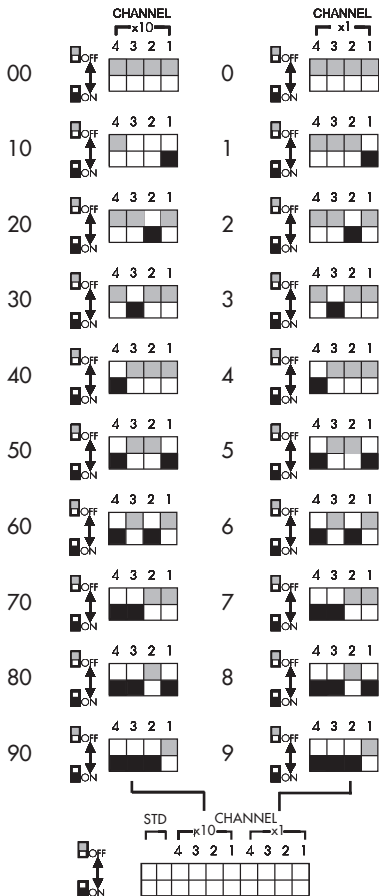 CHANNEL CHANNEL
x10 x1
4 3 2 1 4 3 2 1
00 OFF ON 0 OFF ON
4 3 2 1 4 3 2 1
10 OFF ON 1 OFF ON
4 3 2 1 4 3 2 1
20 OFF ON 2 OFF ON
4 3 2 1 4 3 2 1
30 OFF ON 3 OFF ON
4 3 2 1 4 3 2 1
40 OFF ON 4 OFF ON
4 3 2 1 4 3 2 1
50 OFF ON 5 OFF ON
4 3 2 1 4 3 2 1
60 OFF ON 6 OFF ON
4 3 2 1 4 3 2 1
70 OFF ON 7 OFF ON
4 3 2 1 4 3 2 1
80 OFF ON 8 OFF ON
4 3 2 1 4 3 2 1
90 OFF ON 9 OFF ON
STD CHANNEL
x10 x1
4 3 2 1 4 3 2 1
OFF
ON